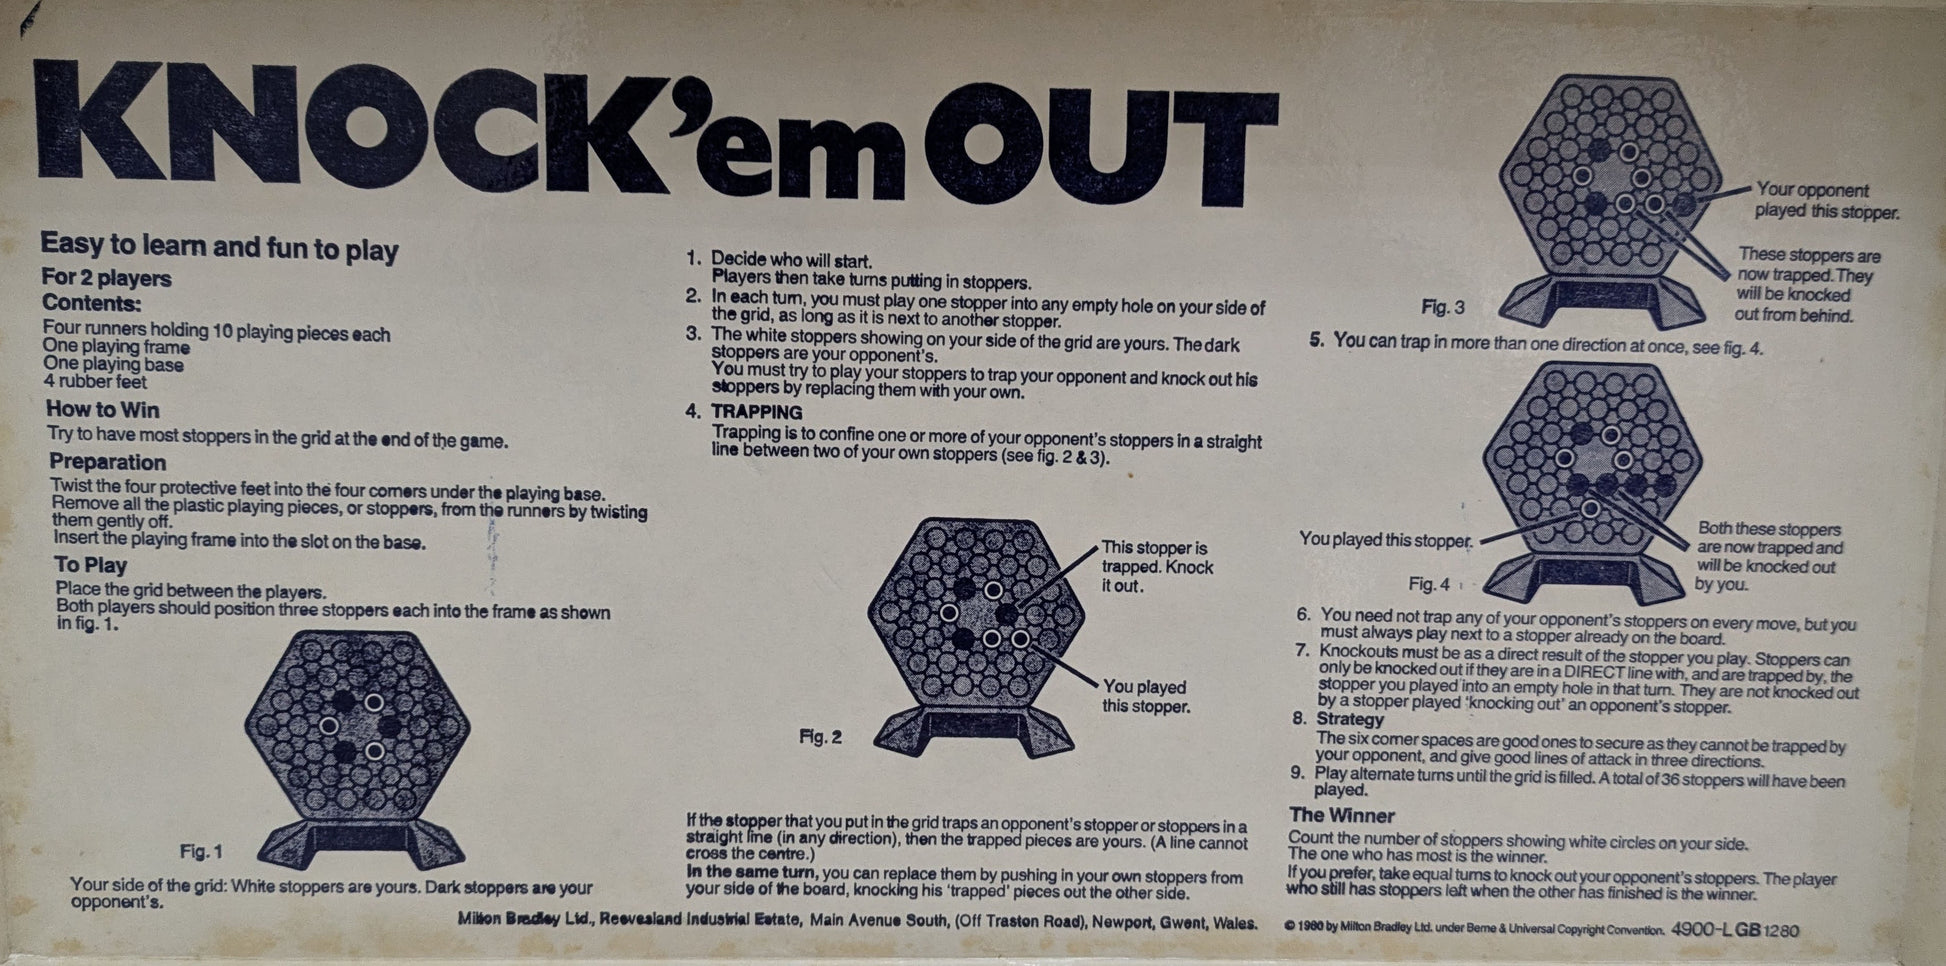 KNOCK'em OUT
Easy to learn and fun to play
For 2 players
Contents:
Four runners holding 10 playing pieces each
One playing frame
One playing base
4 rubber feet
How to Win
Try to have most stoppers in the grid at the end of the game.
Preparation
Twist the four protective feet into the four corners under the playing base.
Remove all the plastic playing pieces, or stoppers, from the runners by twisting
them gently off.
Insert the playing frame into the slot on the base.
To Play
Place the grid between the players.
Both players should position three stoppers each into the frame as shown
in fig. 1.
Fig. 1
Your side of the grid: White stoppers are yours. Dark stoppers are your
opponent's.
1. Decide who will start.
Players then take turns putting in stoppers.
2. In each turn, you must play one stopper into any empty hole on your side of
the grid, as long as it is next to another stopper.
3. The white stoppers showing on your side of the grid are yours. The dark
stoppers are your opponent's.
You must try to play your stoppers to trap your opponent and knock out his
stoppers by replacing them with your own.
4. TRAPPING
Trapping is to confine one or more of your opponent's stoppers in a straight
line between two of your own stoppers (see fig. 2 & 3).
This stopper is
trapped. Knock
it out.
You played
this stopper.
Fig. 2
If the stopper that you put in the grid traps an opponent's stopper or stoppers in a
straight line (in any direction), then the trapped pieces are yours. (A line cannot
cross the centre.)
In the same turn, you can replace them by pushing in your own stoppers from
your side of the board, knocking his 'trapped' pieces out the other side.
Your opponent
played this stopper.
These stoppers are
now trapped. They
will be knocked
out from behind.
Fig. 3
5. You can trap in more than one direction at once, see fig. 4.
You played this stopper.
Both these stoppers
are now trapped and
will be knocked out
by you.
Fig. 4
6. You need not trap any of your opponent's stoppers on every move, but you
must always play next to a stopper already on the board.
7. Knockouts must be as a direct result of the stopper you play. Stoppers can
only be knocked out if they are in a DIRECT line with, and are trapped by, the
stopper you played into an empty hole in that turn. They are not knocked out
by a stopper played 'knocking out' an opponent's stopper.
8. Strategy
The six corner spaces are good ones to secure as they cannot be trapped by
your opponent, and give good lines of attack in three directions.
9. Play alternate turns until the grid is filled. A total of 36 stoppers will have been
played.
The Winner
Count the number of stoppers showing white circles on your side.
The one who has most is the winner.
If you prefer, take equal turns to knock out your opponent's stoppers. The player
who still has stoppers left when the other has finished is the winner.
Milton Bradley Ltd., Reevesland Industrial Estate, Main Avenue South, (Off Traston Road), Newport, Gwent, Wales.
© 1980 by Milton Bradley Ltd. under Berne & Universal Copyright Convention. 4900-L GB 1280